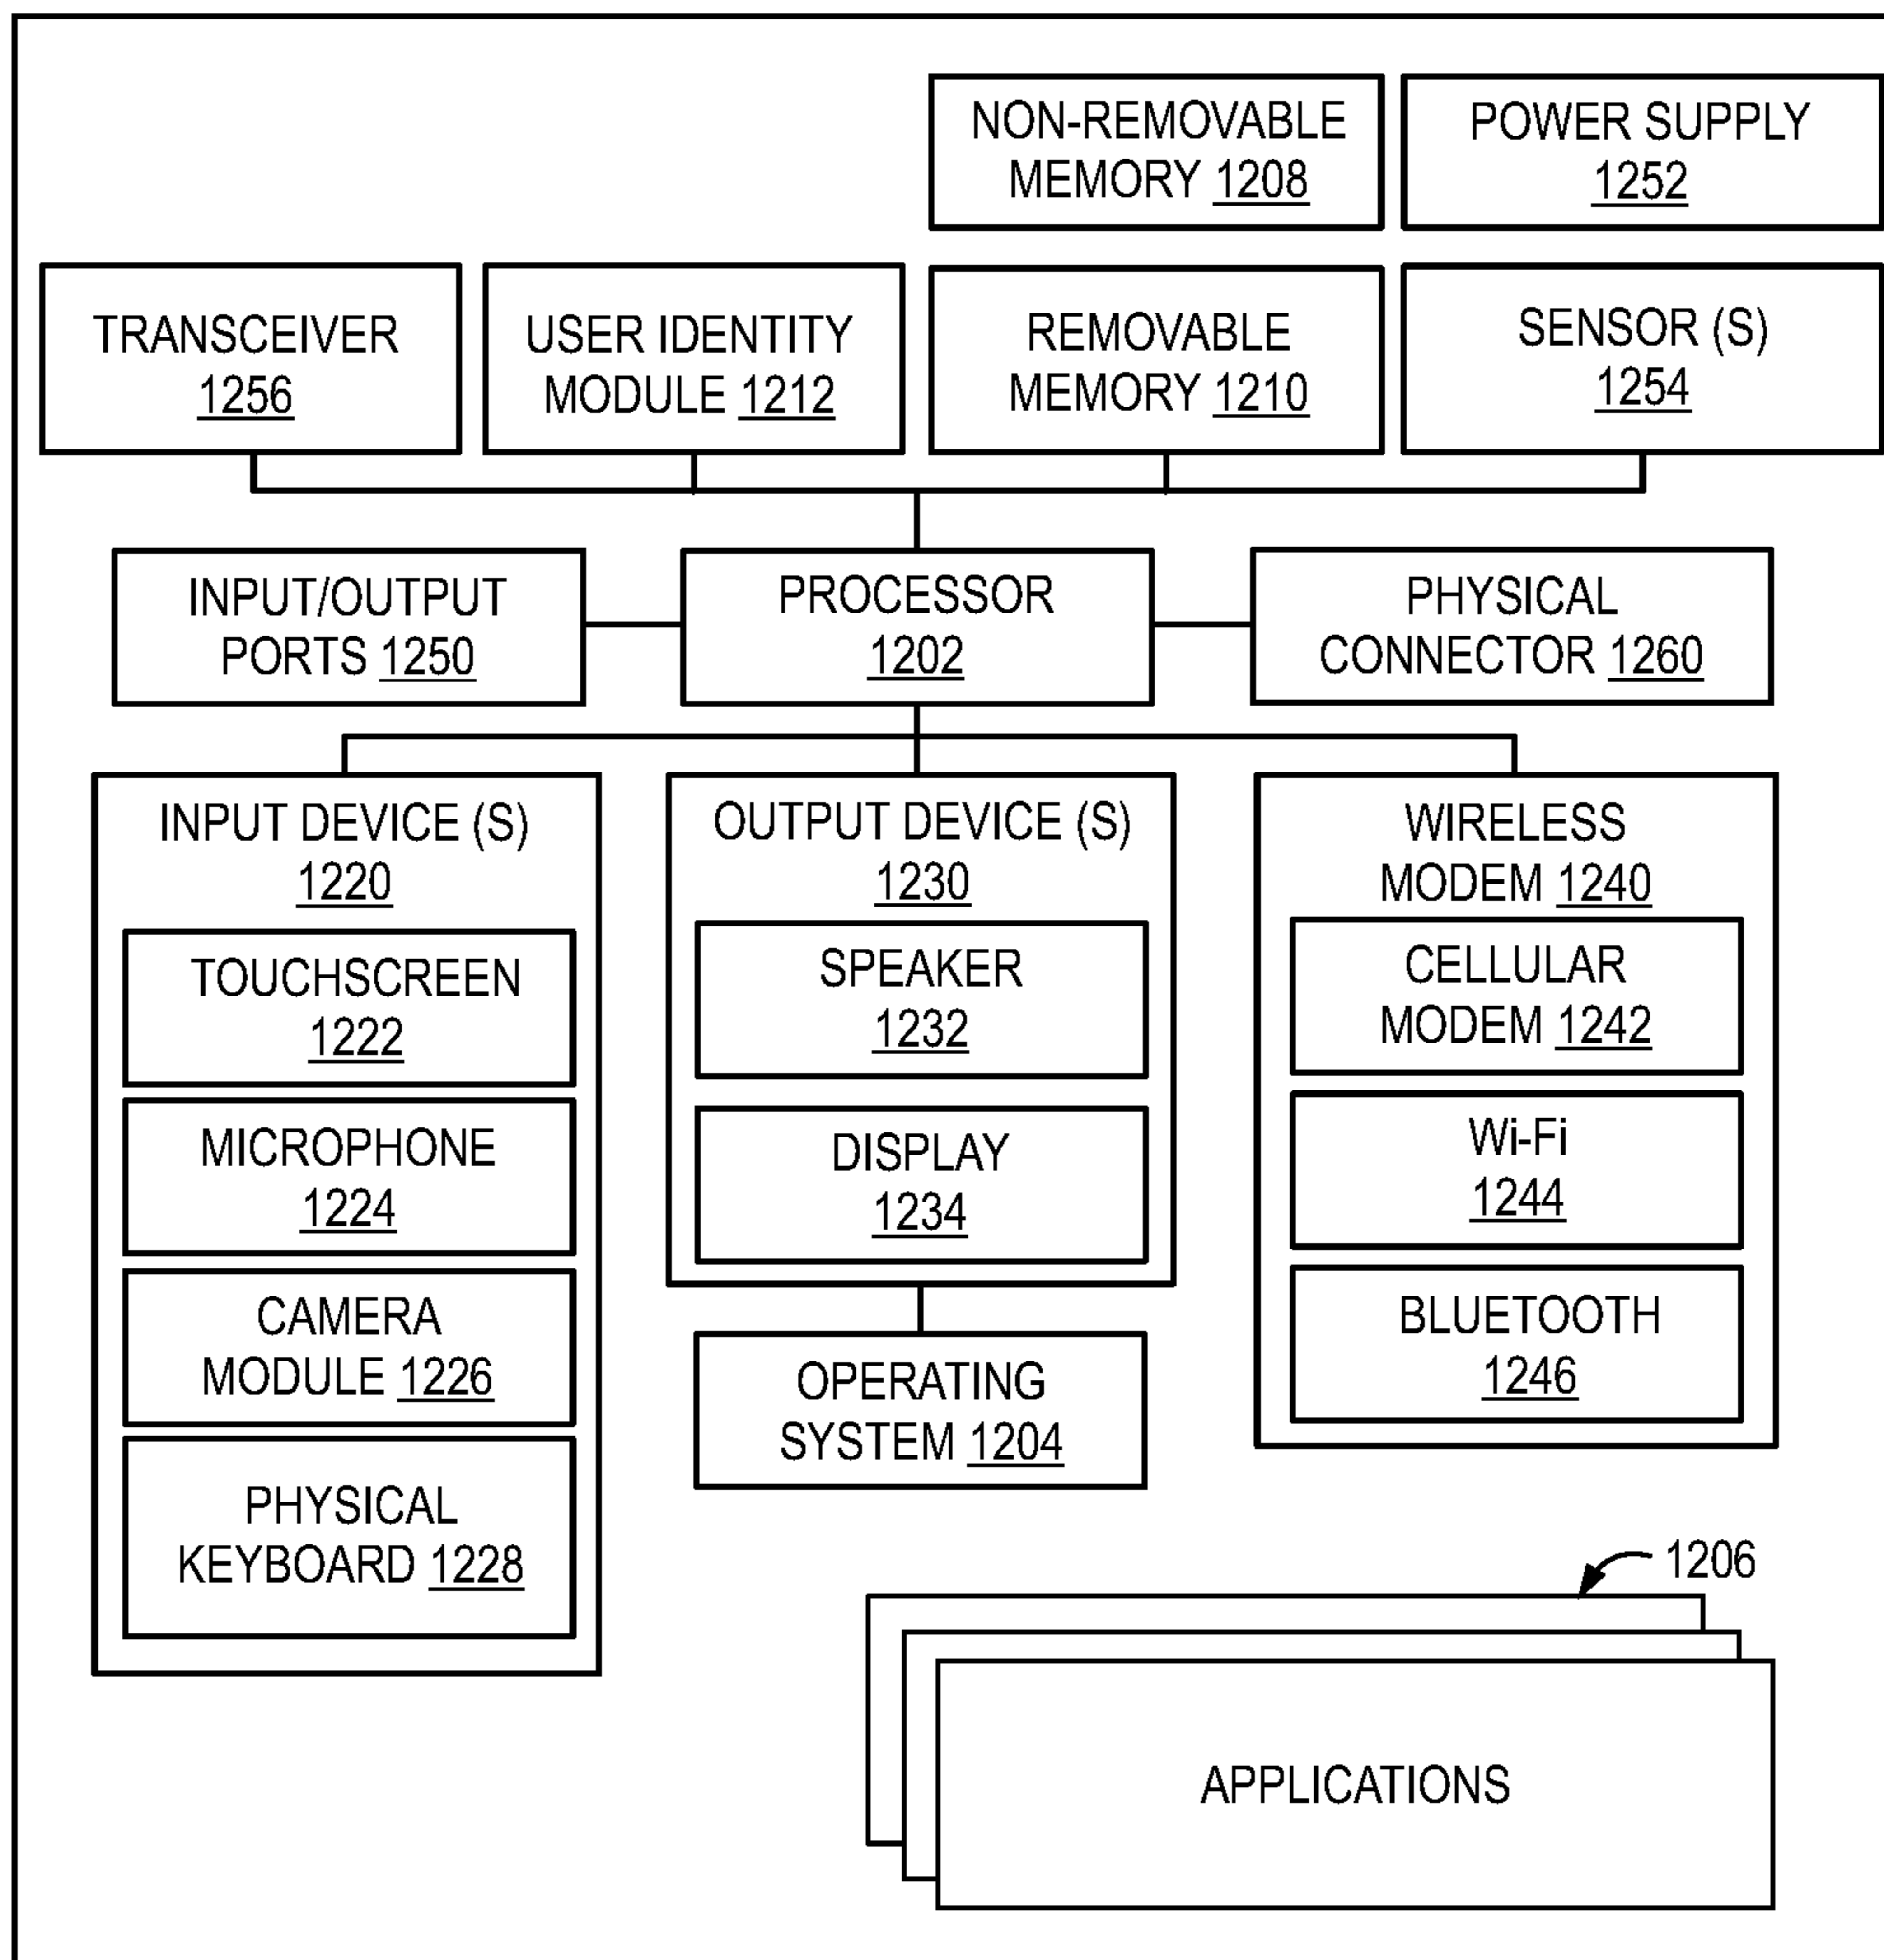 NON-REMOVABLE
MEMORY 1208
POWER SUPPLY
1252
TRANSCEIVER
1256
USER IDENTITY
MODULE 1212
REMOVABLE
MEMORY 1210
SENSOR (S)
1254
INPUT/OUTPUT
PORTS 1250
PROCESSOR
1202
PHYSICAL
CONNECTOR 1260
INPUT DEVICE (S)
1220
TOUCHSCREEN
1222
MICROPHONE
1224
CAMERA
MODULE 1226
PHYSICAL
KEYBOARD 1228
OUTPUT DEVICE (S)
1230
SPEAKER
1232
DISPLAY
1234
OPERATING
SYSTEM 1204
WIRELESS
MODEM 1240
CELLULAR
MODEM 1242
Wi-Fi
1244
BLUETOOTH
1246
1206
APPLICATIONS